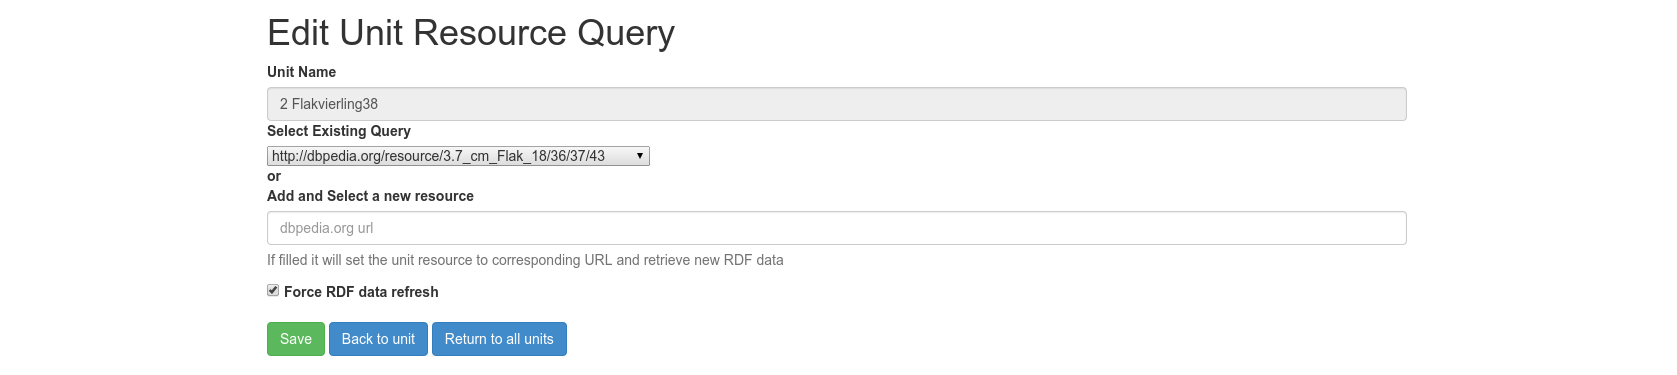 Edit Unit Resource Query
Unit Name
2 Flakvierling38
Select Existing Query
http://dbpedia.org/resource/3.7_cm_Flak_18/36/37/43
or
Add and Select a new resource
dbpedia.org url
If filled it will set the unit resource to corresponding URL and retrieve new RDF data
Force RDF data refresh
Save Back to unit Return to all units